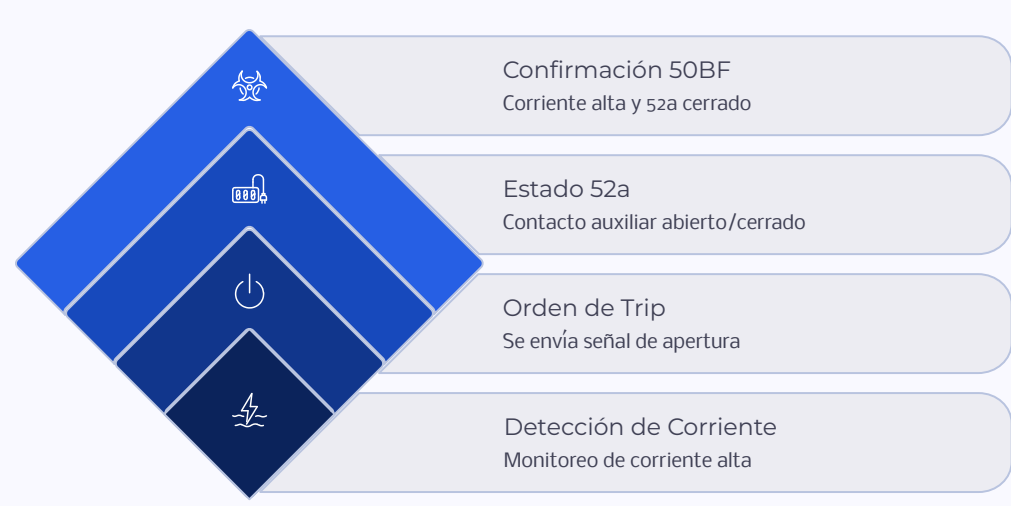 Confirmación 50BF
Corriente alta y 52a cerrado
Estado 52a
Contacto auxiliar abierto/cerrado
Orden de Trip
Se envía señal de apertura
Detección de Corriente
Monitoreo de corriente alta